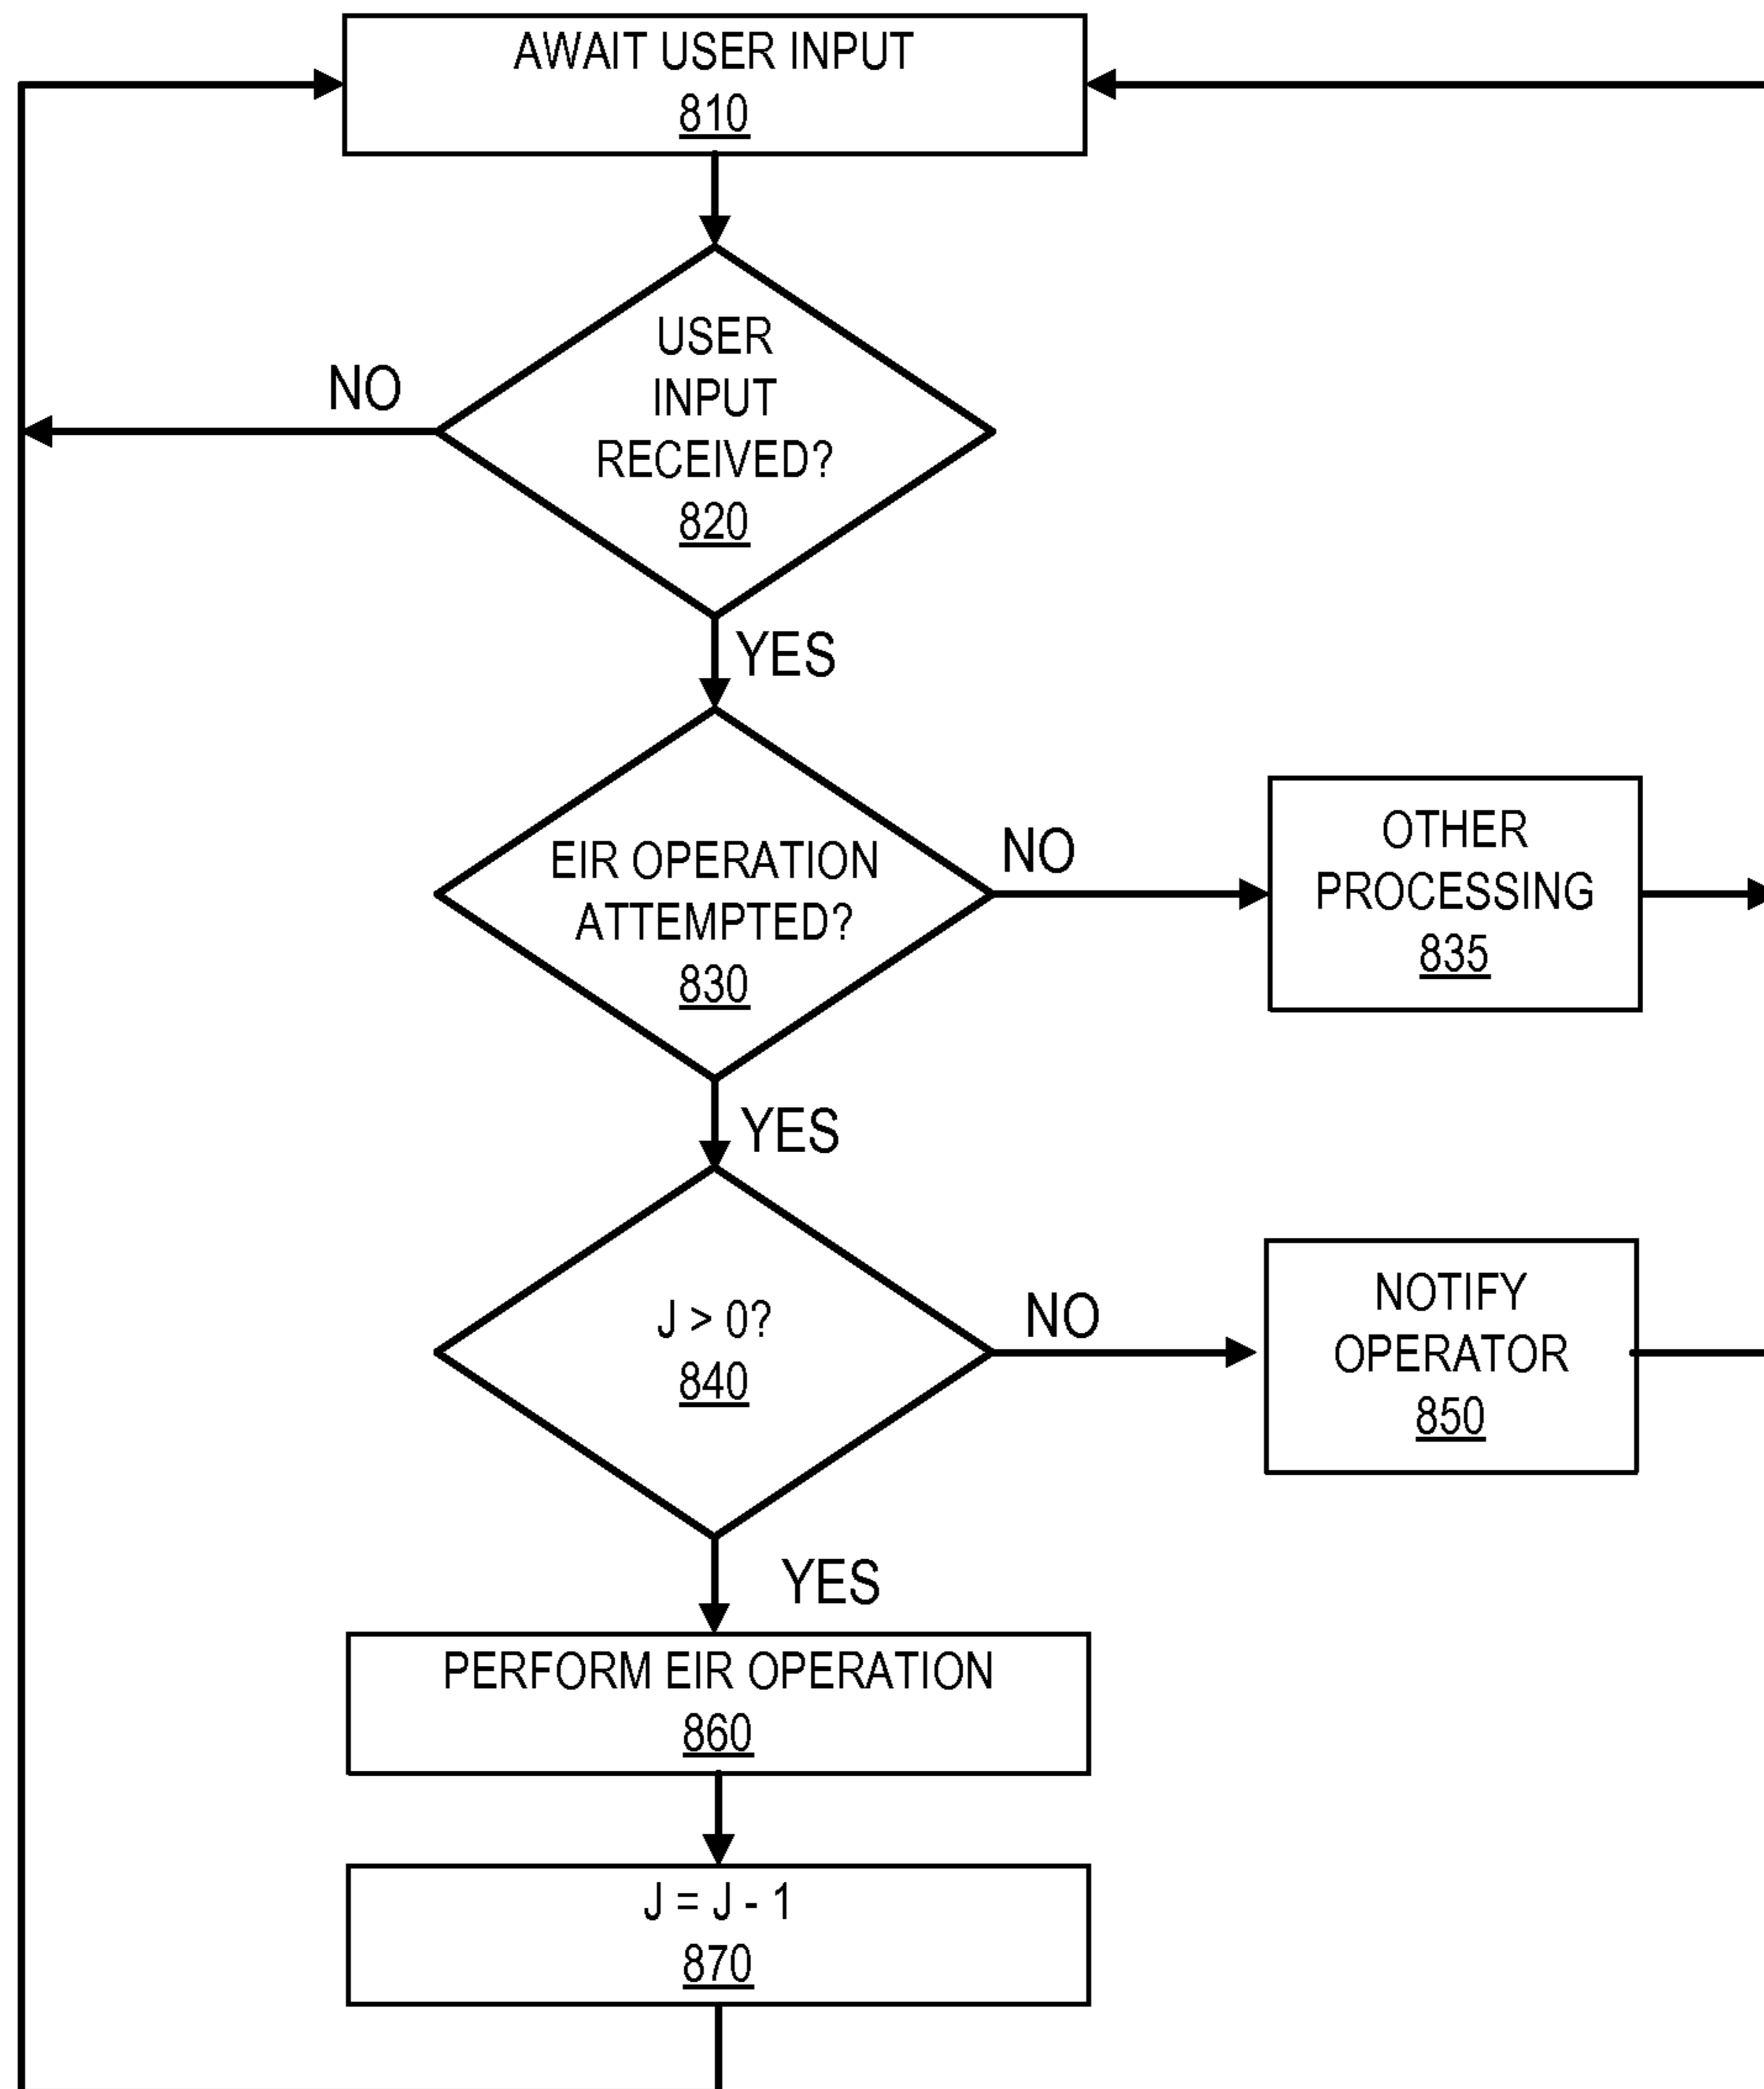 AWAIT USER INPUT
810
USER
INPUT
RECEIVED?
820
NO
YES
EIR OPERATION
ATTEMPTED?
830
NO
OTHER
PROCESSING
835
YES
J > 0?
840
NO
NOTIFY
OPERATOR
850
YES
PERFORM EIR OPERATION
860
J = J - 1
870